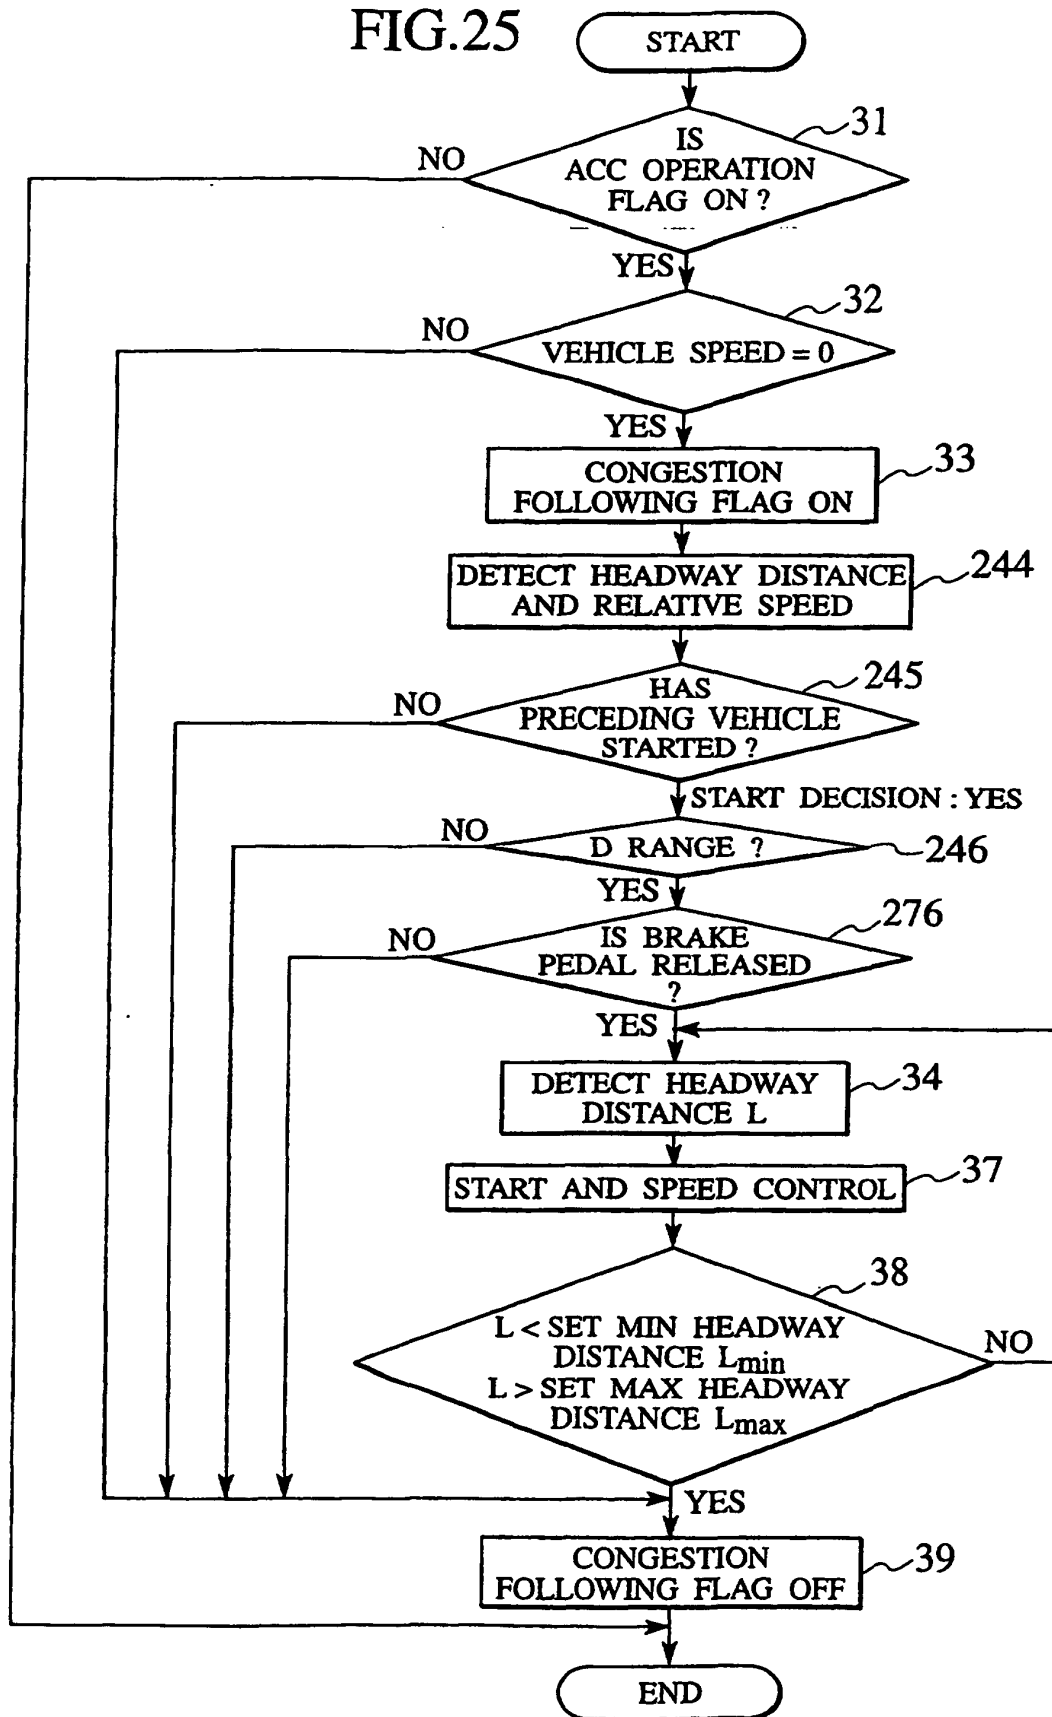 FIG.25
START
31
IS
ACC OPERATION
FLAG ON ?
NO
YES
32
VEHICLE SPEED = 0
NO
YES
33
CONGESTION
FOLLOWING FLAG ON
244
DETECT HEADWAY DISTANCE
AND RELATIVE SPEED
245
HAS
PRECEDING VEHICLE
STARTED ?
NO
START DECISION : YES
NO
D RANGE ?
246
YES
276
IS BRAKE
PEDAL RELEASED
?
NO
YES
34
DETECT HEADWAY
DISTANCE L
37
START AND SPEED CONTROL
38
L < SET MIN HEADWAY
DISTANCE Lmin
L > SET MAX HEADWAY
DISTANCE Lmax
NO
YES
39
CONGESTION
FOLLOWING FLAG OFF
END